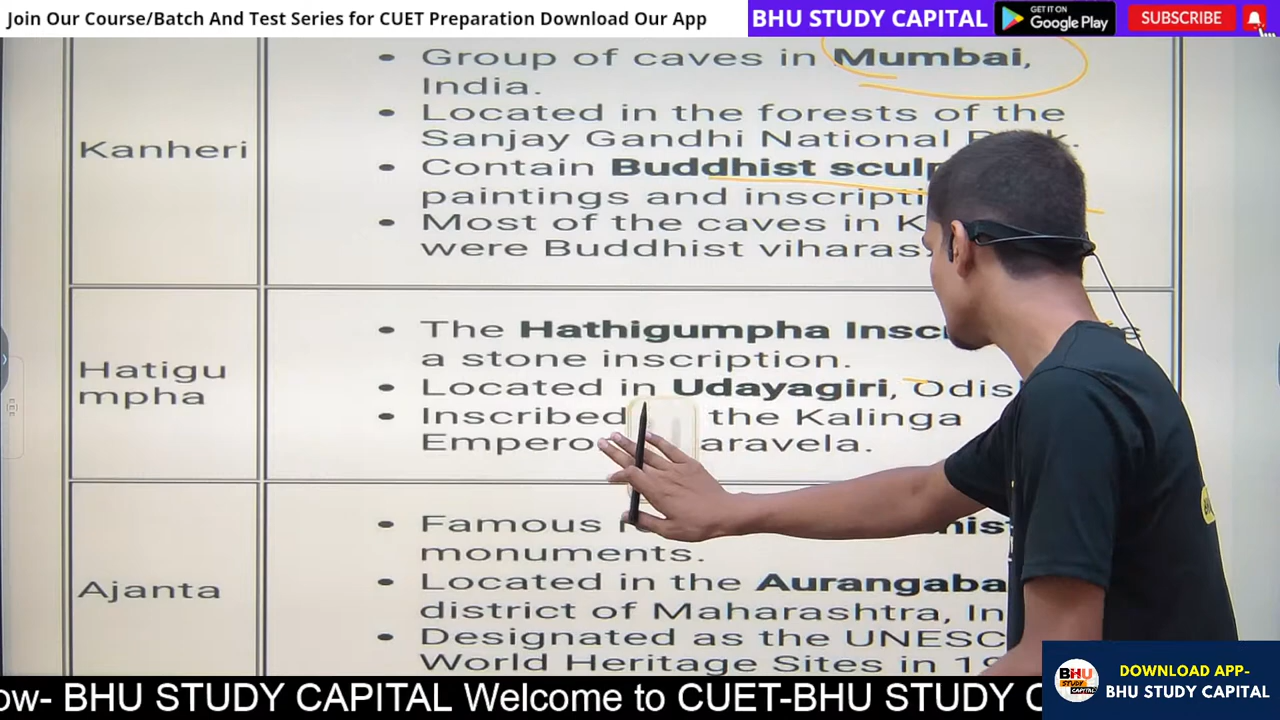 Join Our Course/Batch And Test Series for CUET Preparation Download Our App
BHU STUDY CAPITAL
GET IT ON
Google Play
SUBSCRIBE
Kanheri
• Group of caves in Mumbai,
India.
• Located in the forests of the
Sanjay Gandhi National
• Contain Buddhist
paintings and
• Most of the caves in
were Buddhist viharas.
Hatigu
mpha
• The Hathigumpha
a stone inscription.
• Located in Udayagiri,
• Inscribed the Kalinga
Ajanta
• Famous
monuments.
• Located in the
district of Maharashtra,
• Designated as the
World Heritage Sites in
BHU STUDY CAPITAL Welcome to CUET-BHU STUDY
BHU
STUDY CAPITAL
DOWNLOAD APP-
BHU STUDY CAPITAL